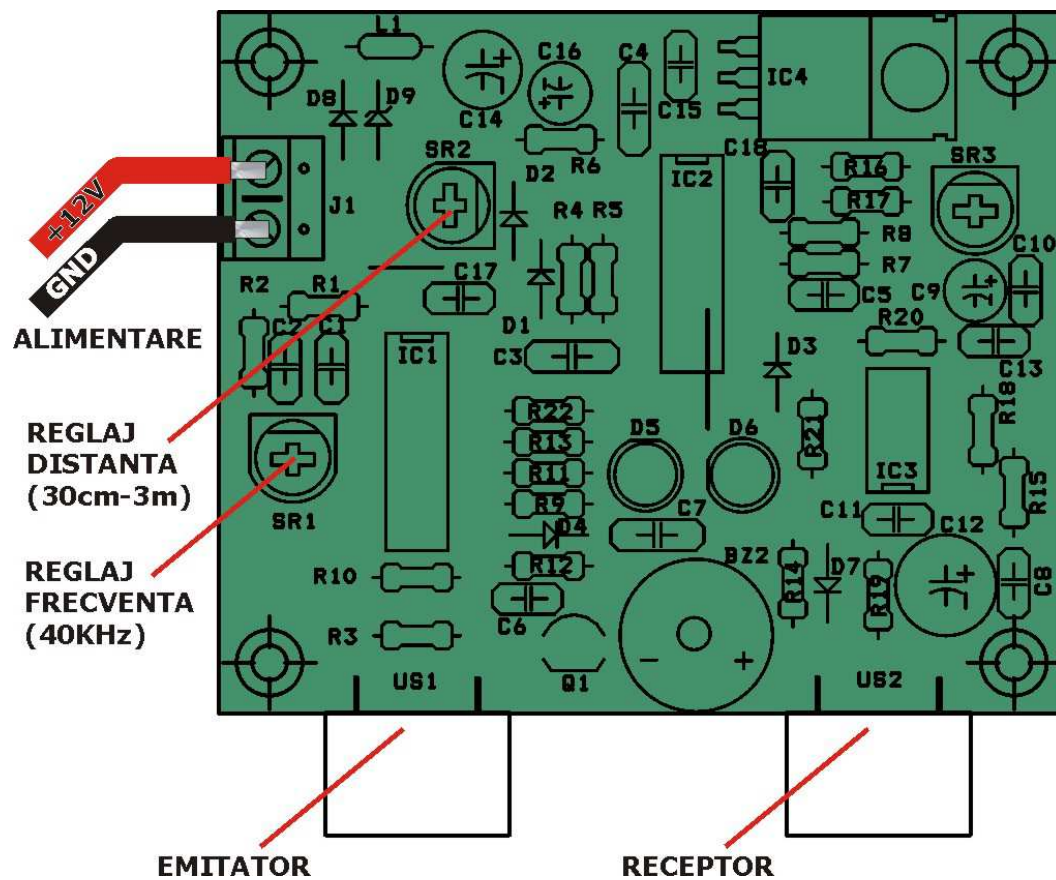 L1
C16
C4
C15
IC4
D8
D9
C14
R6
SR2
D2
IC2
C18
R16
R17
SR3
+12V
GND
J1
R4
R5
R8
R7
C10
C17
C5
C9
R2
R1
ALIMENTARE
C2
C1
D1
IC1
C3
D3
R20
C13
REGLAJ
DISTANTA
(30cm-3m)
R22
R13
R11
R9
D4
R12
D5
D6
R21
IC3
R18
R15
SR1
C7
C11
C12
REGLAJ
FRECVENTA
(40KHz)
R10
BZ2
R14
D7
R19
C8
C6
R3
US1
Q1
-
+
US2
EMITATOR
RECEPTOR